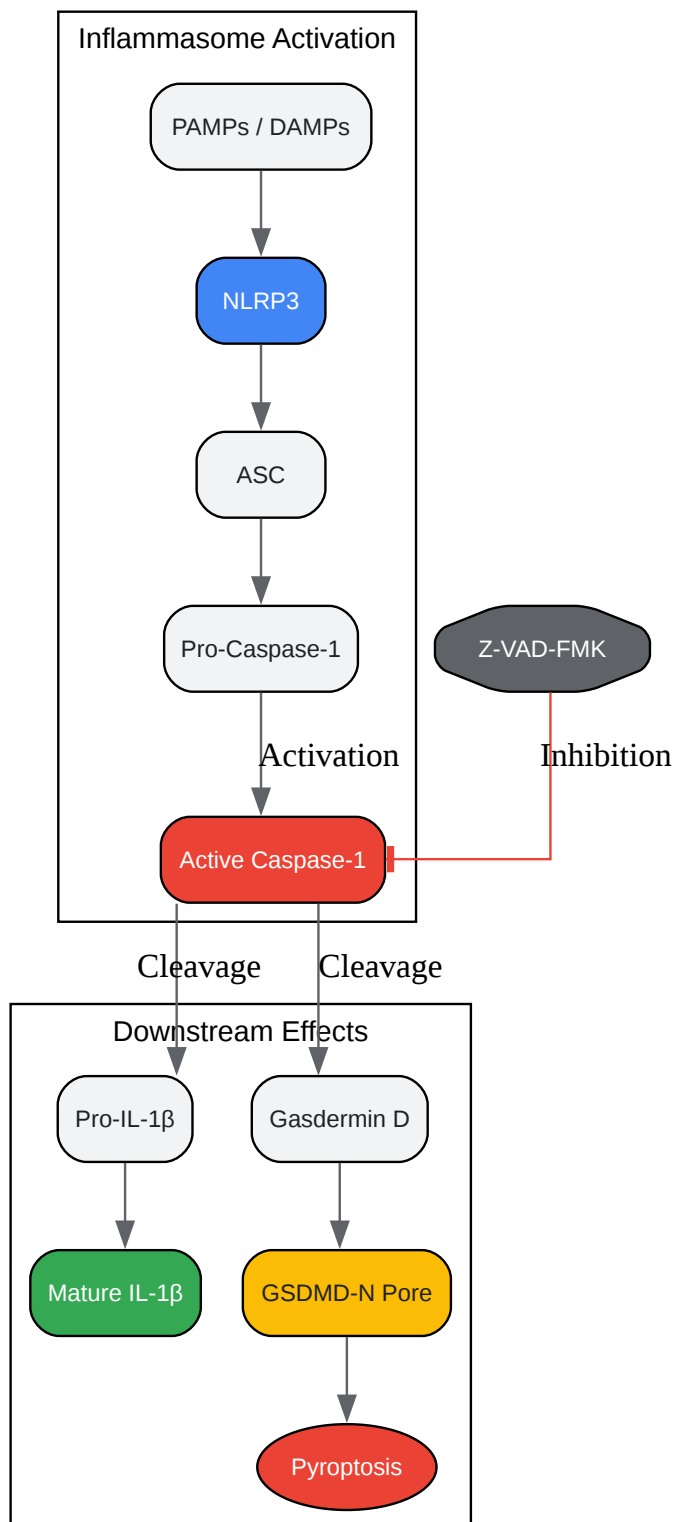 Inflammasome Activation
PAMPs / DAMPs
NLRP3
ASC
Pro-Caspase-1
Z-VAD-FMK
Activation
Inhibition
Active Caspase-1
Cleavage
Cleavage
Downstream Effects
Pro-IL-1β
Gasdermin D
Mature IL-1β
GSDMD-N Pore
Pyroptosis